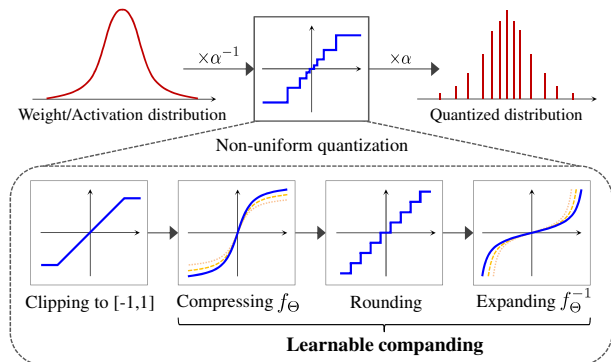 ×α⁻¹
×α
Weight/Activation distribution
Quantized distribution
Non-uniform quantization
Clipping to [-1,1]
Compressing f_Θ
Rounding
Expanding f_Θ⁻¹
Learnable companding